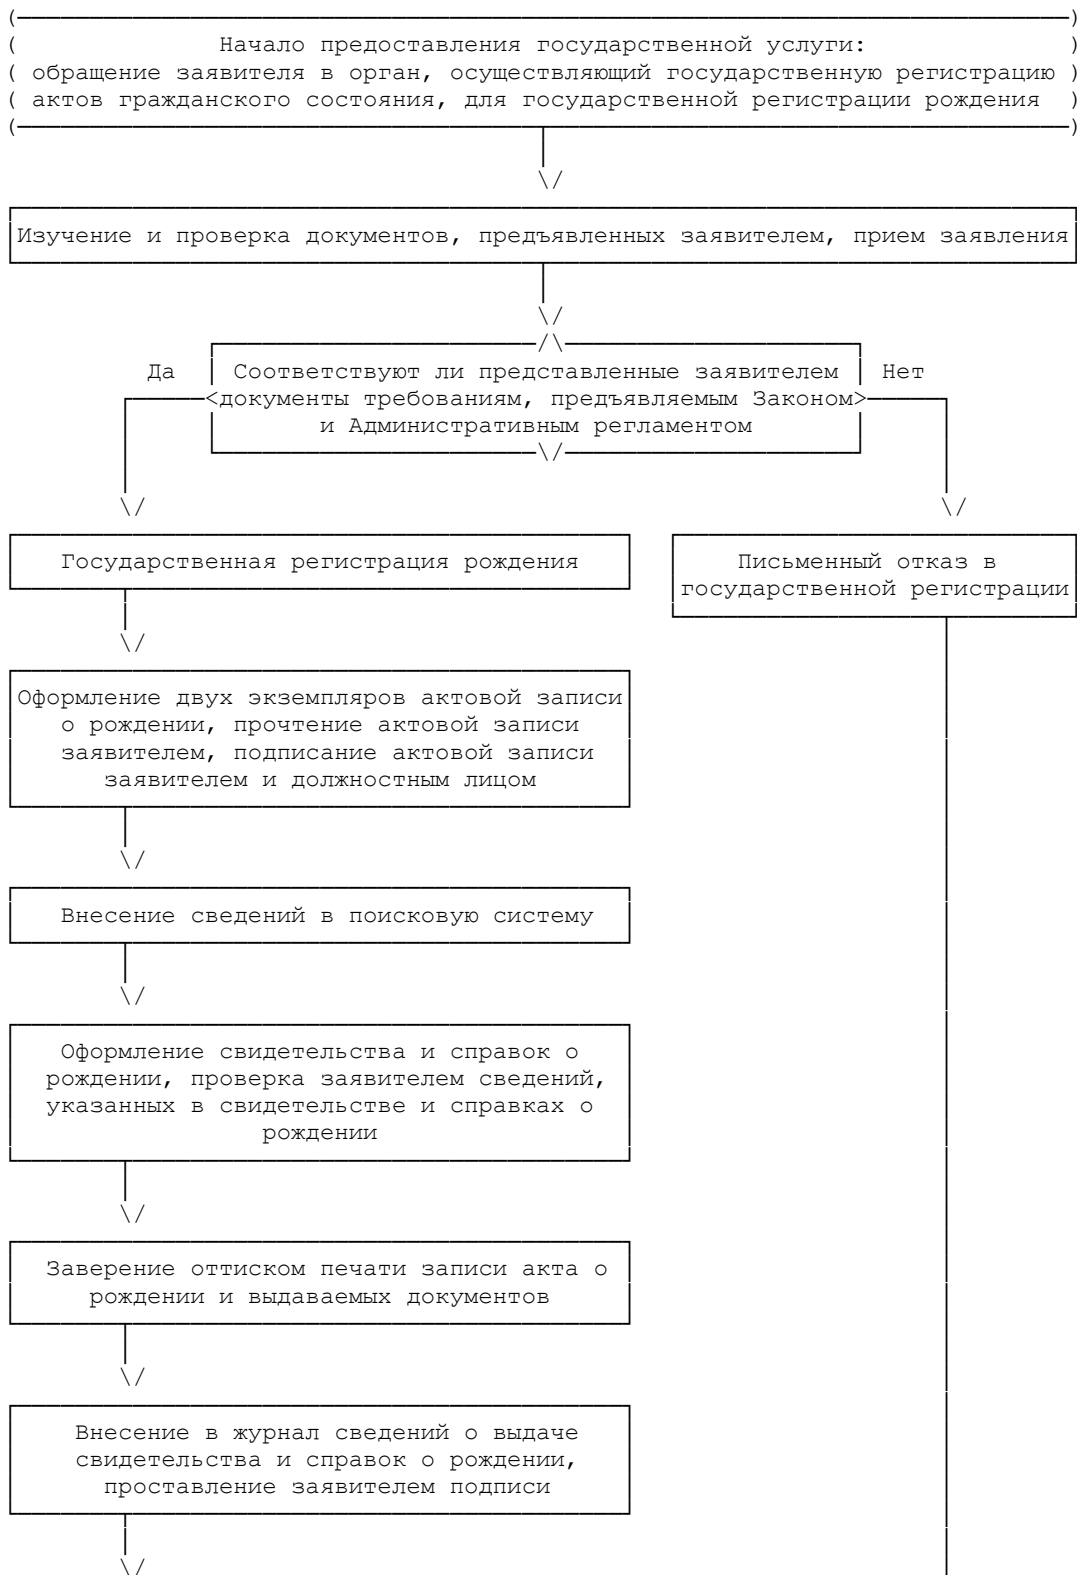 Начало предоставления государственной услуги:
обращение заявителя в орган, осуществляющий государственную регистрацию
актов гражданского состояния, для государственной регистрации рождения
Изучение и проверка документов, предъявленных заявителем, прием заявления
Да
Соответствуют ли представленные заявителем
документы требованиям, предъявляемым Законом
и Административным регламентом
Нет
Государственная регистрация рождения
Письменный отказ в
государственной регистрации
Оформление двух экземпляров актовой записи
о рождении, прочтение актовой записи
заявителем, подписание актовой записи
заявителем и должностным лицом
Внесение сведений в поисковую систему
Оформление свидетельства и справок о
рождении, проверка заявителем сведений,
указанных в свидетельстве и справках о
рождении
Заверение оттиском печати записи акта о
рождении и выдаваемых документов
Внесение в журнал сведений о выдаче
свидетельства и справок о рождении,
проставление заявителем подписи